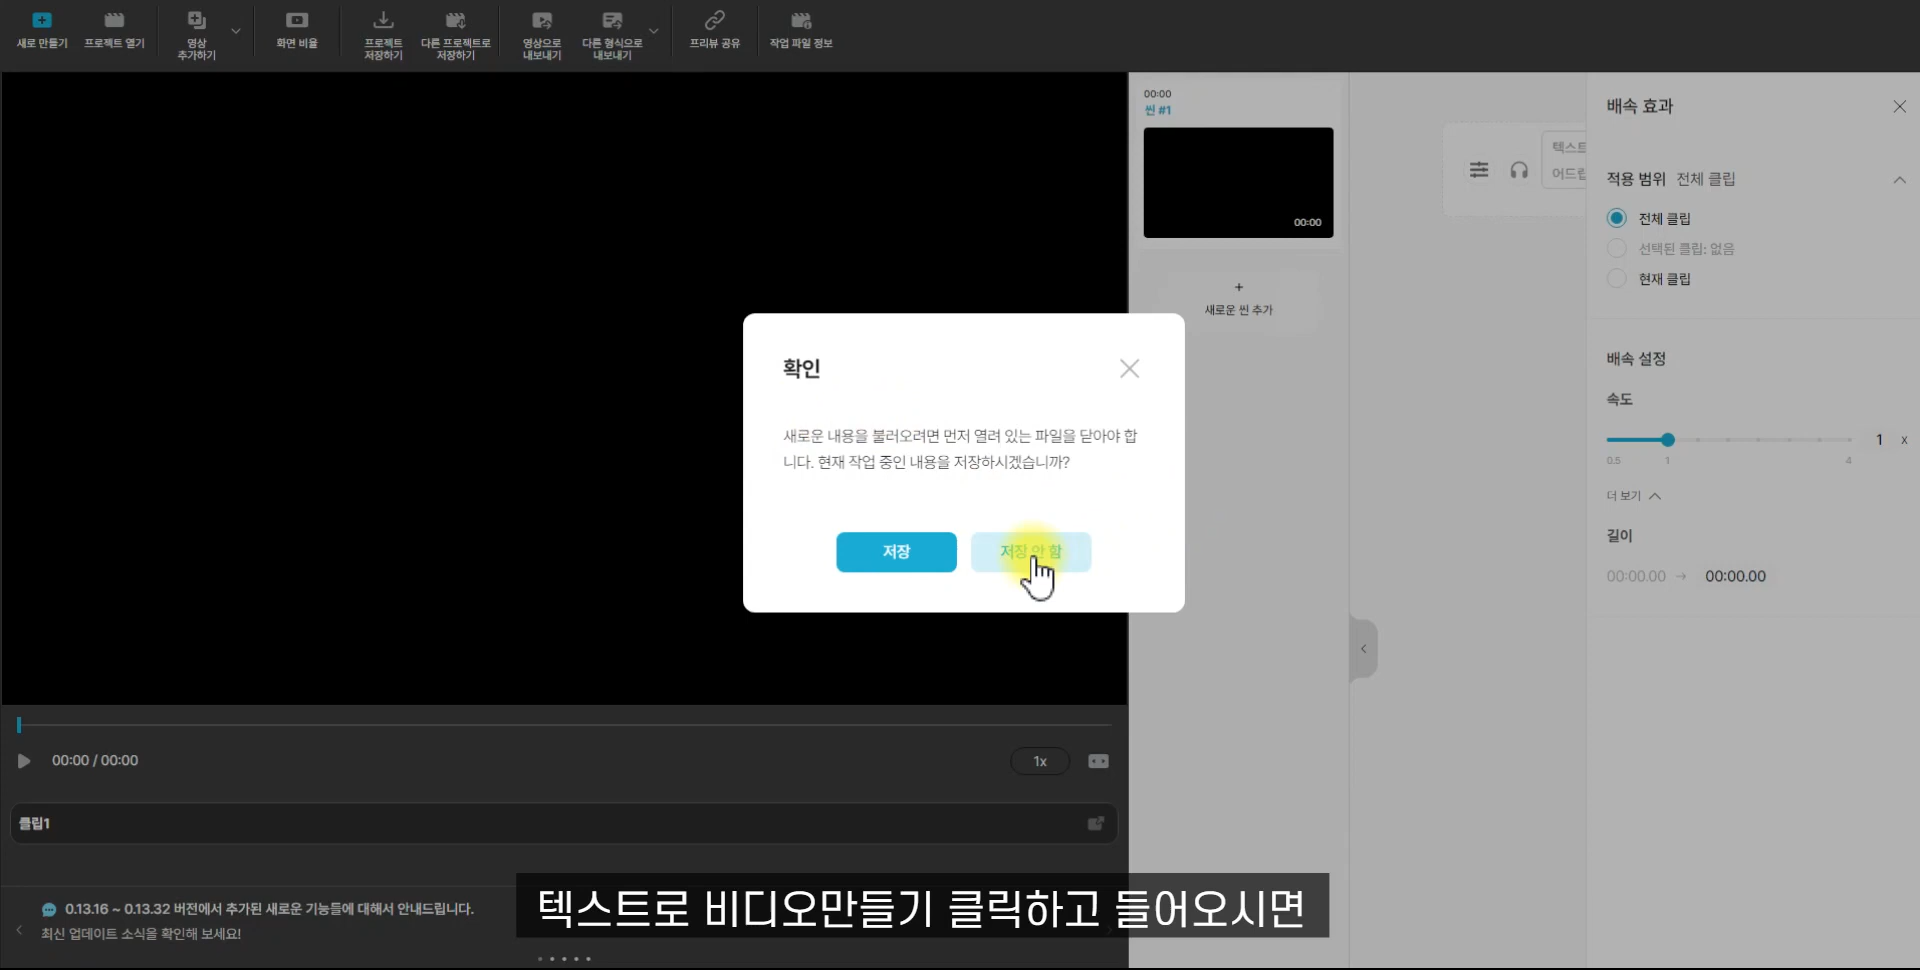 새로 만들기
프로젝트 열기
영상
추가하기
화면 비율
프로젝트
저장하기
다른 프로젝트로
저장하기
영상으로
내보내기
다른 형식으로
내보내기
프리뷰 공유
작업 파일 정보
00:00
씬 #1
00:00
+
새로운 씬 추가
텍스트
어드립
배속 효과
적용 범위 전체 클립
전체 클립
선택된 클립: 없음
현재 클립
배속 설정
속도
1 x
0.5 1 4
더 보기
길이
00:00.00 → 00:00.00
확인
새로운 내용을 불러오려면 먼저 열려 있는 파일을 닫아야 합
니다. 현재 작업 중인 내용을 저장하시겠습니까?
저장
저장 안 함
00:00 / 00:00
1x
클립1
0.13.16 ~ 0.13.32 버전에서 추가된 새로운 기능들에 대해서 안내드립니다.
최신 업데이트 소식을 확인해 보세요!
텍스트로 비디오만들기 클릭하고 들어오시면